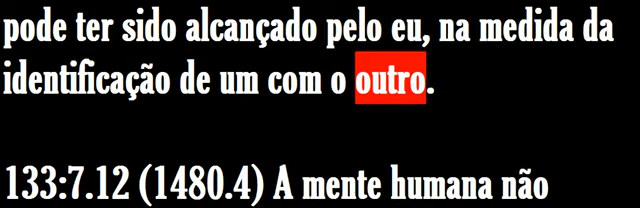 pode ter sido alcançado pelo eu, na medida da
identificação de um com o outro.
133:7.12 (1480.4) A mente humana não